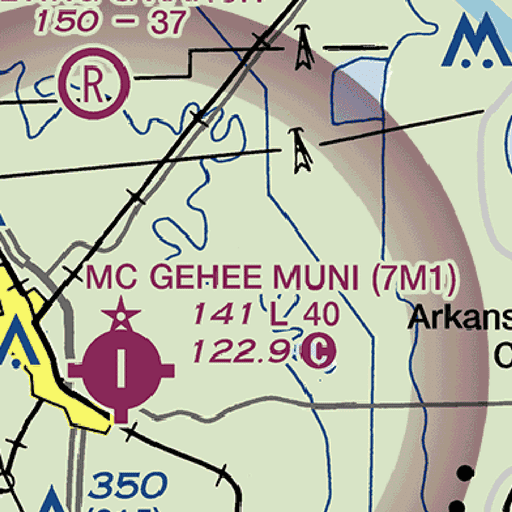 150 - 37
R
MC GEHEE MUNI (7M1)
141 L 40
122.9 C
Arkans
C
350